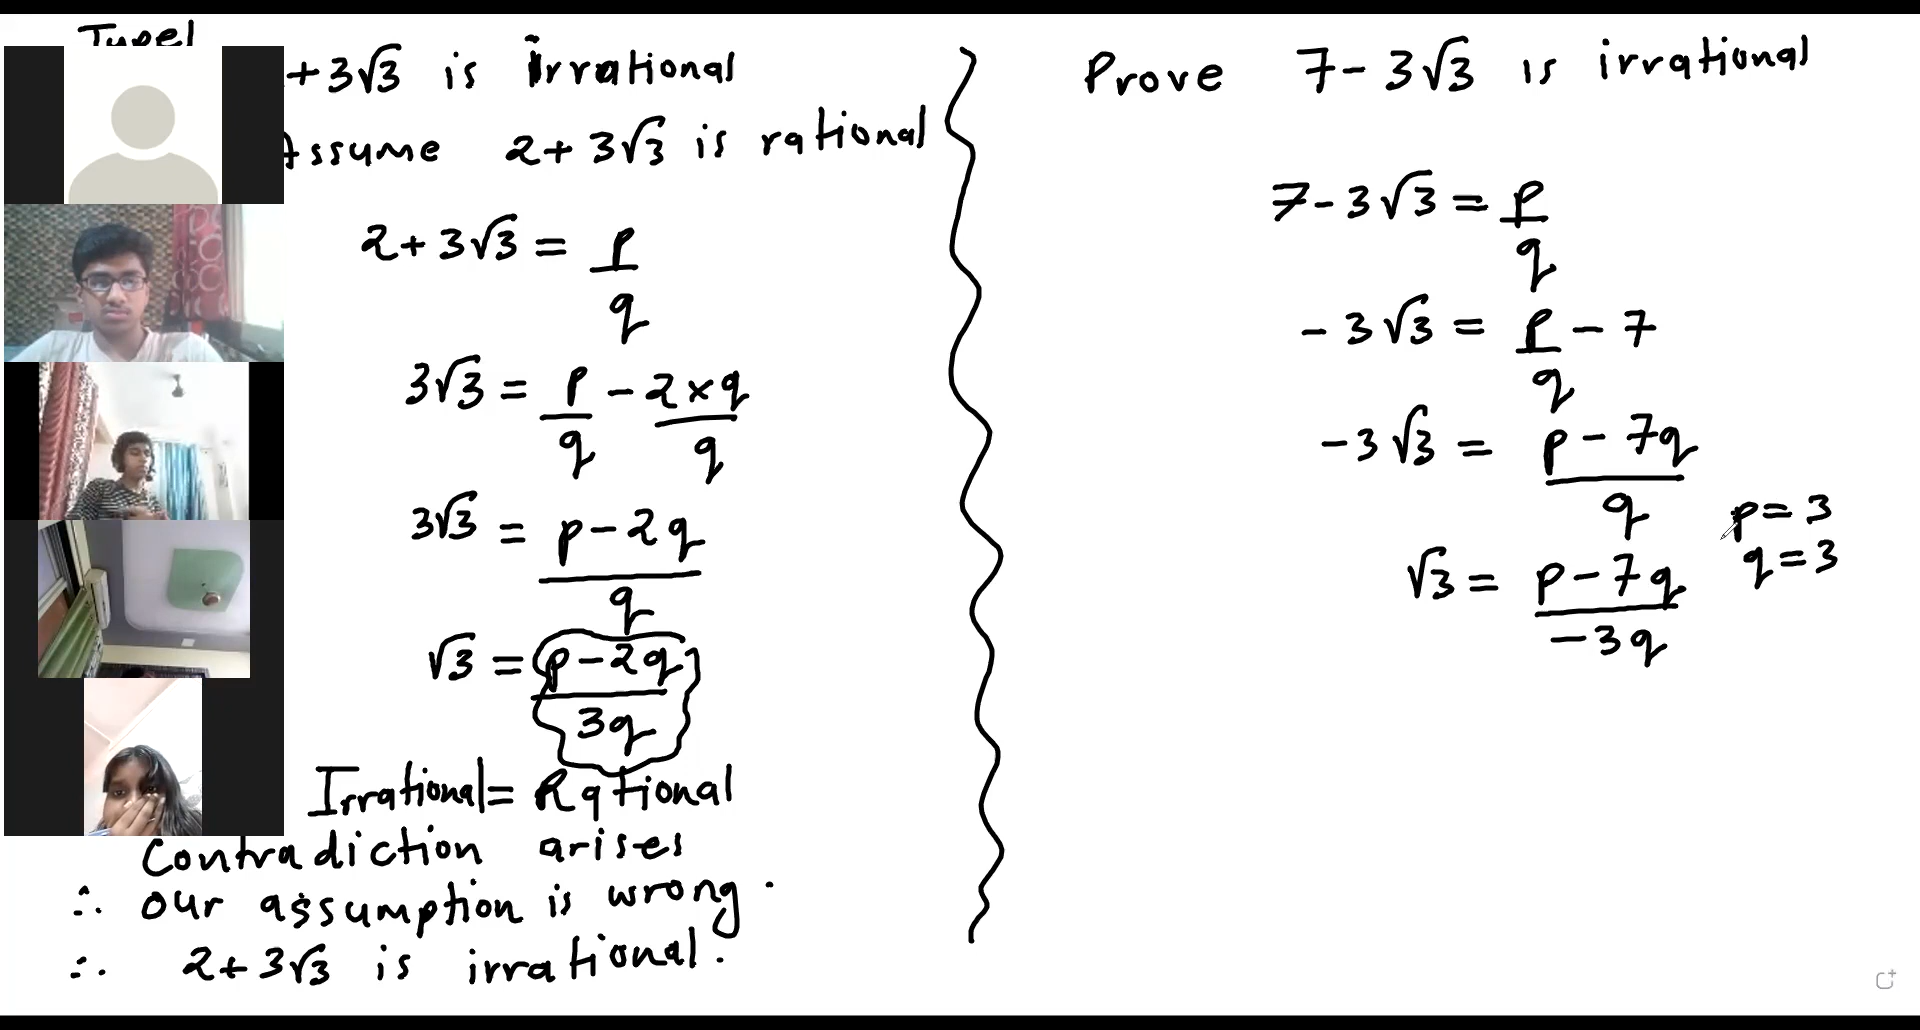 Type1
+ 3√3 is irrational
Assume 2 + 3√3 is rational
2 + 3√3 = p/q
3√3 = p/q - 2 × q/q
3√3 = p - 2q/q
√3 = p - 2q/3q
Irrational = Rational
Contradiction arises
∴ our assumption is wrong.
∴ 2 + 3√3 is irrational.
Prove 7 - 3√3 is irrational
7 - 3√3 = p/q
- 3√3 = p/q - 7
- 3√3 = p - 7q/q
p = 3
q = 3
√3 = p - 7q/-3q